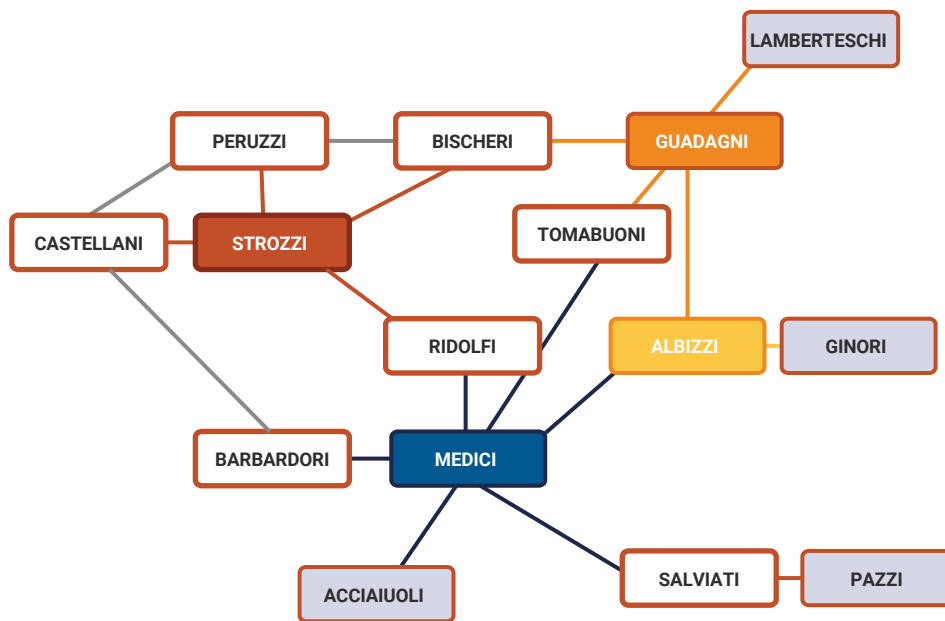 LAMBERTESCHI
PERUZZI
BISCHERI
GUADAGNI
CASTELLANI
STROZZI
TOMABUONI
RIDOLFI
ALBIZZI
GINORI
BARBARDORI
MEDICI
ACCIAIUOLI
SALVIATI
PAZZI